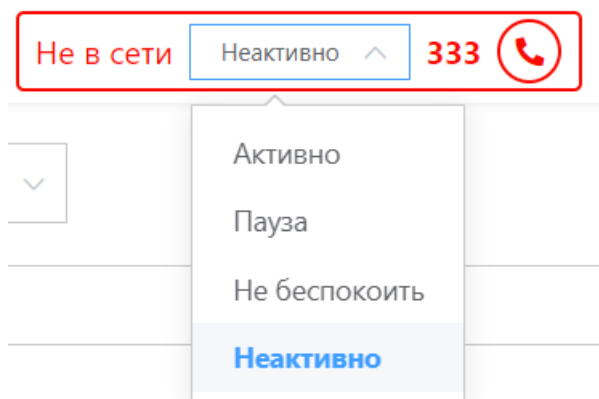 Не в сети Неактивно 333
Активно
Пауза
Не беспокоить
Неактивно